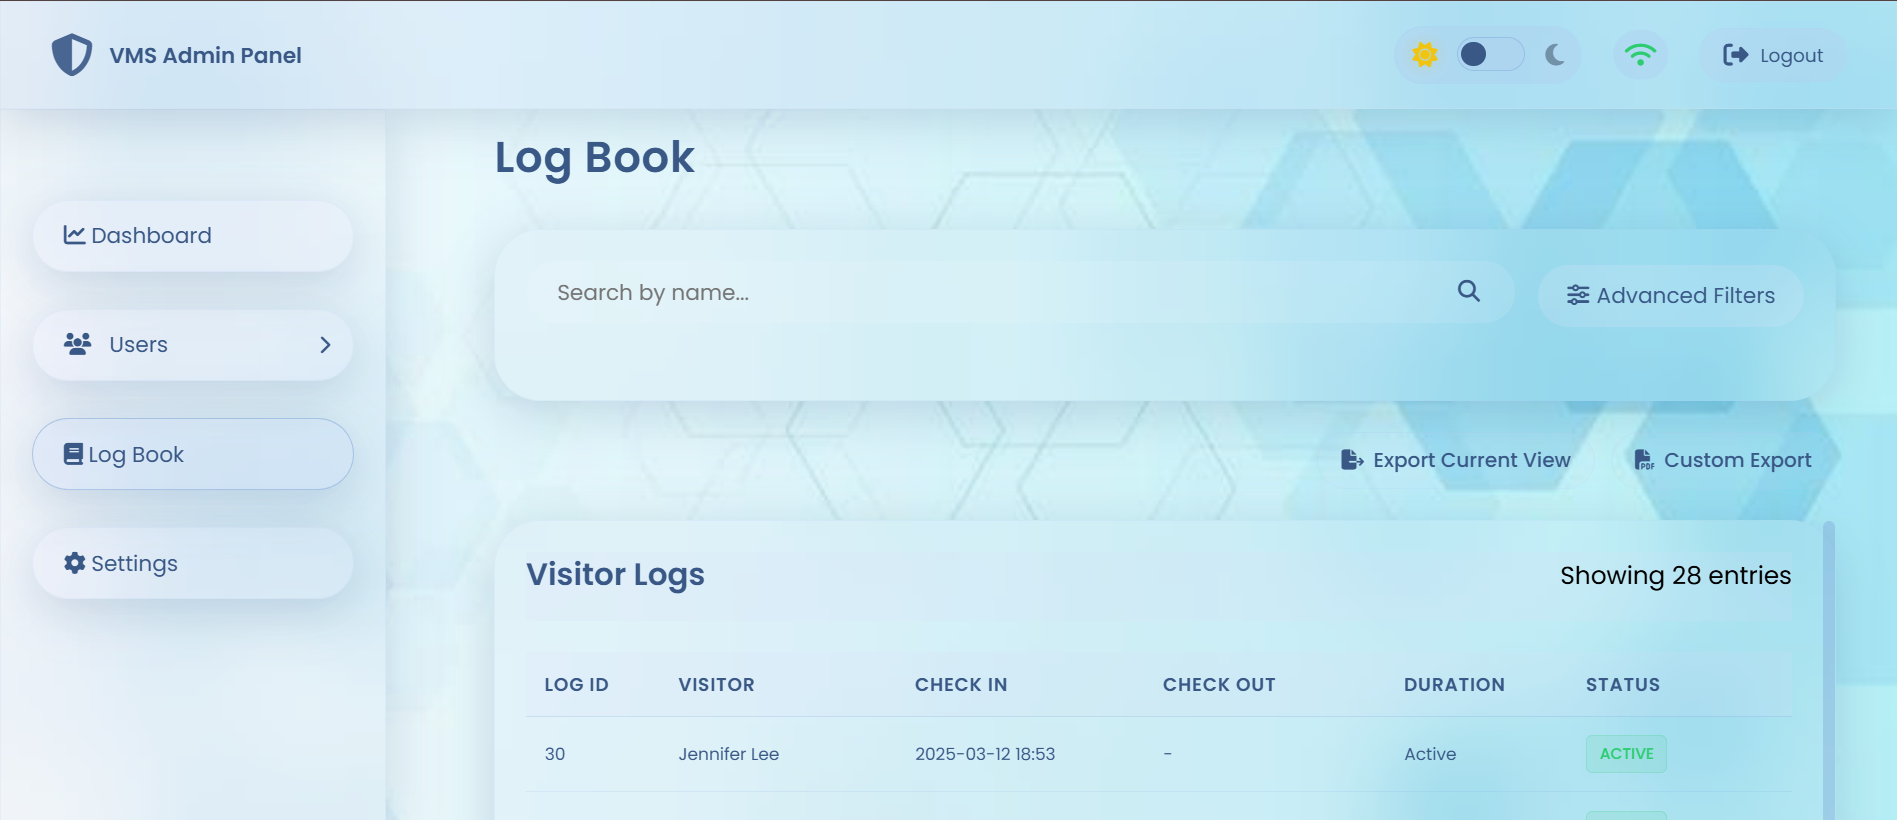 VMS Admin Panel
Logout
Dashboard
Users
Log Book
Settings
Log Book
Search by name...
Advanced Filters
Export Current View
PDF Custom Export
Visitor Logs
Showing 28 entries
LOG ID VISITOR CHECK IN CHECK OUT DURATION STATUS
30 Jennifer Lee 2025-03-12 18:53 - Active ACTIVE